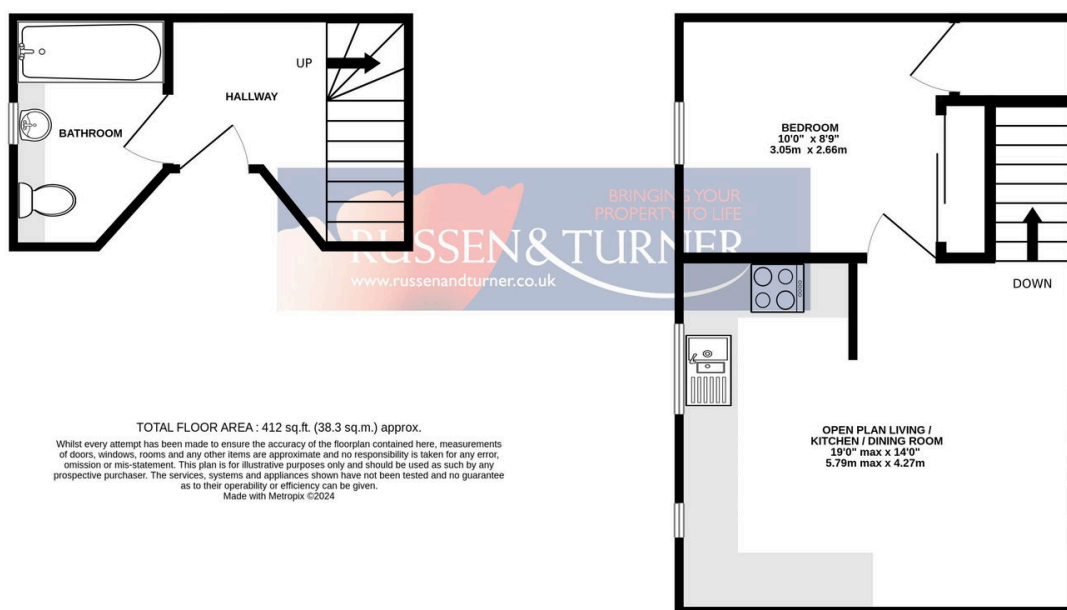 UP
HALLWAY
BATHROOM
BEDROOM
10'0" x 8'9"
3.05m x 2.66m
BRINGING YOUR
PROPERTY TO LIFE
RUSSEN & TURNER
www.russenandturner.co.uk
DOWN
OPEN PLAN LIVING /
KITCHEN / DINING ROOM
19'0" max x 14'0"
5.79m max x 4.27m
TOTAL FLOOR AREA : 412 sq.ft. (38.3 sq.m.) approx.
Whilst every attempt has been made to ensure the accuracy of the floorplan contained here, measurements
of doors, windows, rooms and any other items are approximate and no responsibility is taken for any error,
omission or mis-statement. This plan is for illustrative purposes only and should be used as such by any
prospective purchaser. The services, systems and appliances shown have not been tested and no guarantee
as to their operability or efficiency can be given.
Made with Metropix ©2024